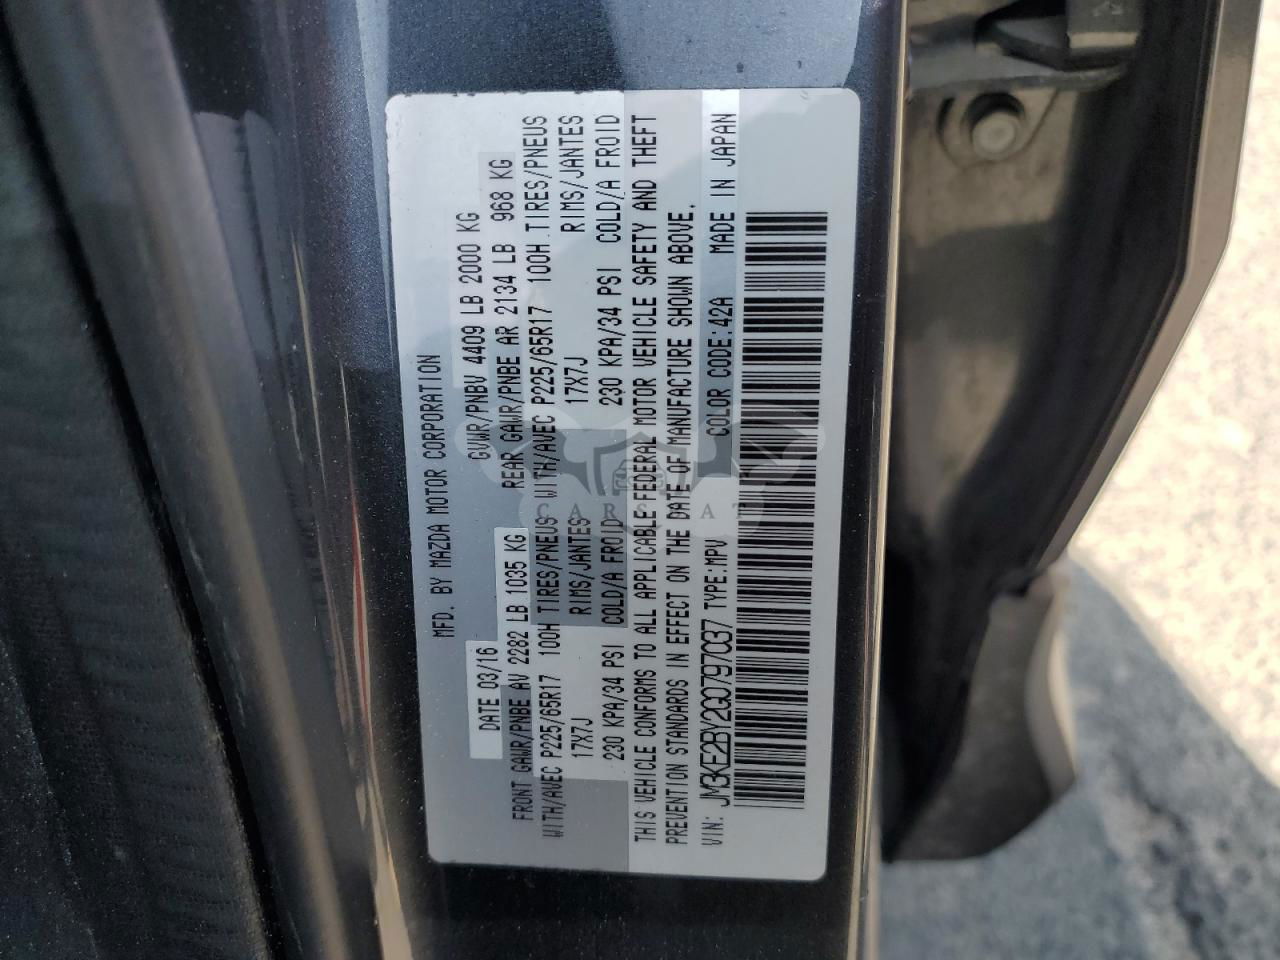 MFD. BY MAZDA MOTOR CORPORATION
DATE 03/16 GVWR/PNBV 4409 LB 2000 KG
FRONT GAWR/PNBE AV 2282 LB 1035 KG REAR GAWR/PNBE AR 2134 LB 968 KG
WITH/AVEC P225/65R17 100H TIRES/PNEUS WITH/AVEC P225/65R17 100H TIRES/PNEUS
17X7J RIMS/JANTES 17X7J RIMS/JANTES
230 KPA/34 PSI COLD/A FROID 230 KPA/34 PSI COLD/A FROID
THIS VEHICLE CONFORMS TO ALL APPLICABLE FEDERAL MOTOR VEHICLE SAFETY AND THEFT
PREVENTION STANDARDS IN EFFECT ON THE DATE OF MANUFACTURE SHOWN ABOVE.
VIN: JM3KE2BY2G0797037 TYPE:MPV COLOR CODE:42A MADE IN JAPAN